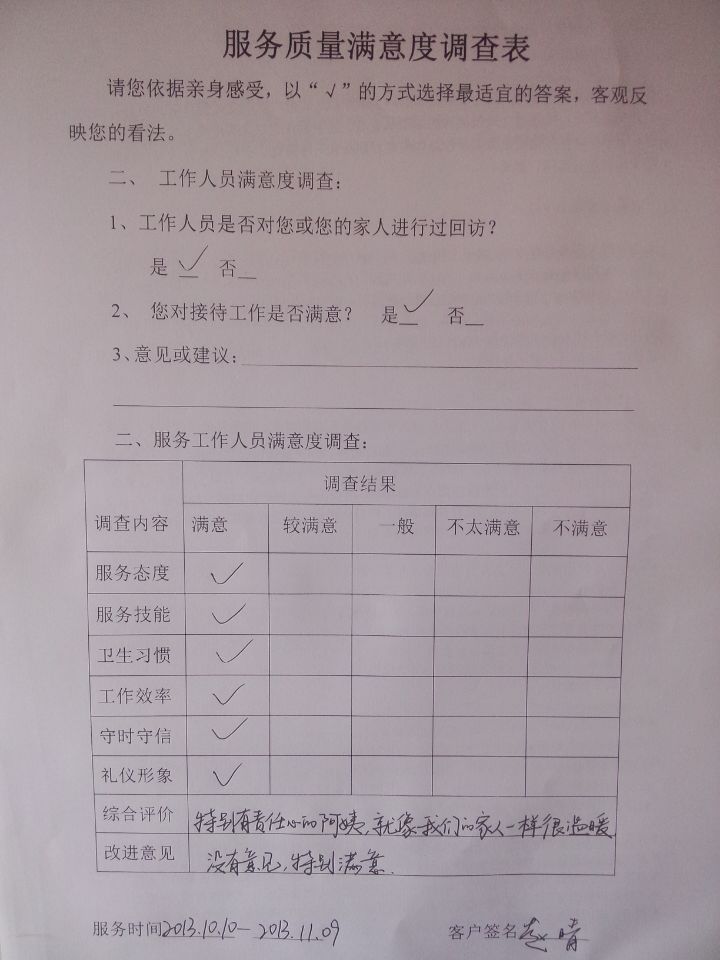 服务质量满意度调查表
请您依据亲身感受，以“√”的方式选择最适宜的答案，客观反
映您的看法。
二、 工作人员满意度调查：
1、工作人员是否对您或您的家人进行过回访？
是 √ 否__
2、 您对接待工作是否满意？ 是√ 否__
3、意见或建议：
二、服务工作人员满意度调查：
调查内容 调查结果
满意 较满意 一般 不太满意 不满意
服务态度 √
服务技能 √
卫生习惯 √
工作效率 √
守时守信 √
礼仪形象 √
综合评价 特别有责任心的阿姨，就像我们的家人一样很温暖
改进意见 没有意见，特别满意.
服务时间2013.10.10—2013.11.09 客户签名赵晴